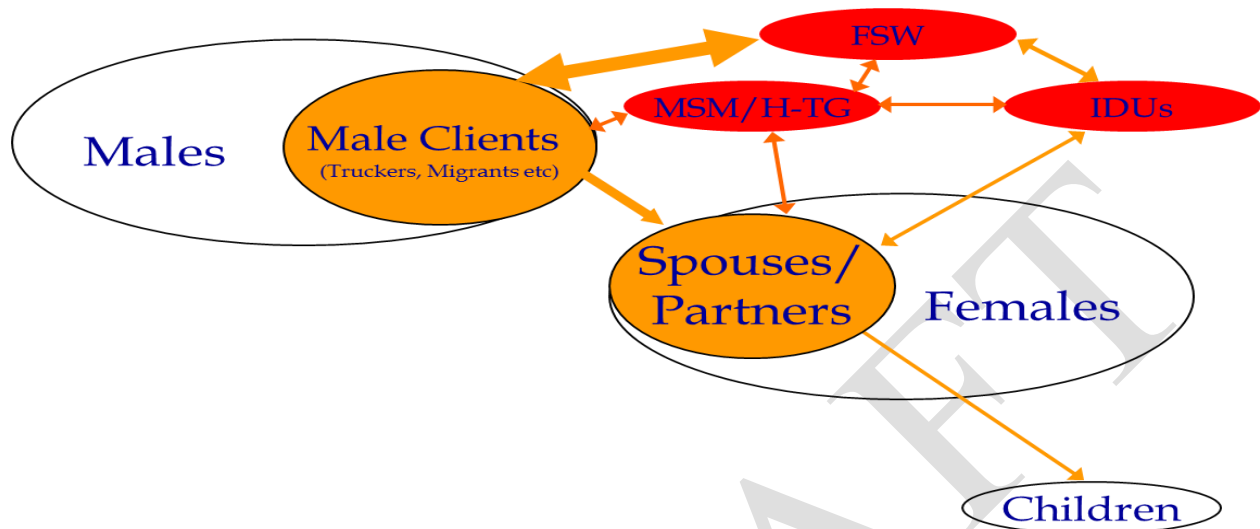 FSW
MSM/H-TG
IDUs
Males
Male Clients
(Truckers, Migrants etc)
Spouses/
Partners
Females
Children